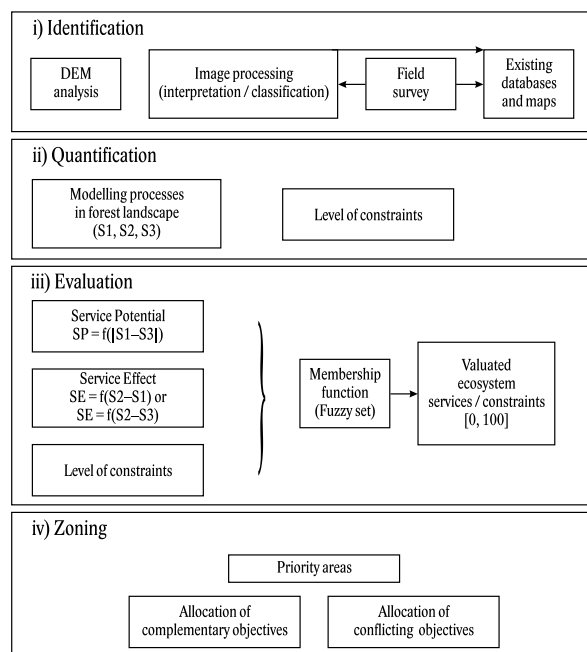 i) Identification
DEM
analysis
Image processing
(interpretation / classification)
Field
survey
Existing
databases
and maps
ii) Quantification
Modelling processes
in forest landscape
(S1, S2, S3)
Level of constraints
iii) Evaluation
Service Potential
SP = f(|S1–S3|)
Service Effect
SE = f(S2–S1) or
SE = f(S2–S3)
Level of constraints
Membership
function
(Fuzzy set)
Valuated
ecosystem
services / constraints
[0, 100]
iv) Zoning
Priority areas
Allocation of
complementary objectives
Allocation of
conflicting objectives